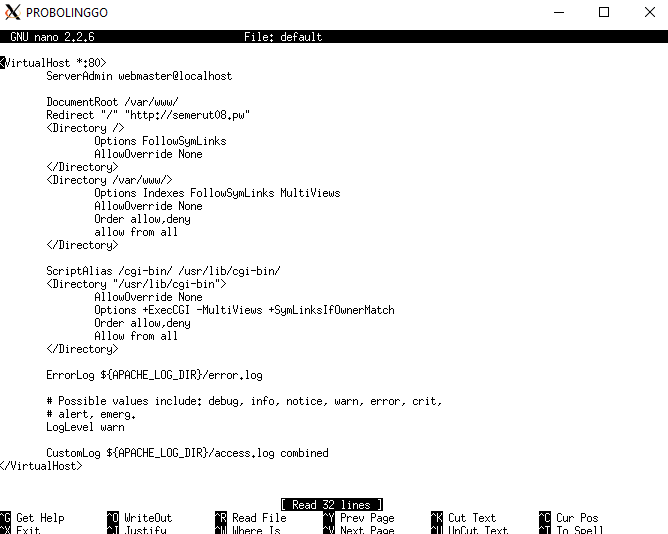 PROBOLINGGO
GNU nano 2.2.6 File: default
<VirtualHost *:80>
ServerAdmin webmaster@localhost
DocumentRoot /var/www/
Redirect "/" "http://semerut08.pw"
<Directory />
Options FollowSymLinks
AllowOverride None
</Directory>
<Directory /var/www/>
Options Indexes FollowSymLinks MultiViews
AllowOverride None
Order allow,deny
allow from all
</Directory>
ScriptAlias /cgi-bin/ /usr/lib/cgi-bin/
<Directory "/usr/lib/cgi-bin">
AllowOverride None
Options +ExecCGI -MultiViews +SymLinksIfOwnerMatch
Order allow,deny
Allow from all
</Directory>
ErrorLog ${APACHE_LOG_DIR}/error.log
# Possible values include: debug, info, notice, warn, error, crit,
# alert, emerg.
LogLevel warn
CustomLog ${APACHE_LOG_DIR}/access.log combined
</VirtualHost>
[ Read 32 lines ]
^G Get Help ^O WriteOut ^R Read File ^Y Prev Page ^K Cut Text ^C Cur Pos
^X Exit ^J Justify ^W Where Is ^V Next Page ^U UnCut Text ^T To Spell